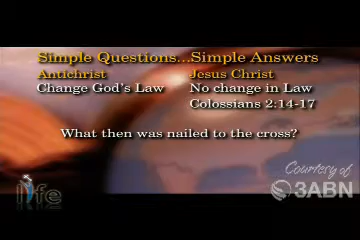 Simple Questions...Simple Answers
Antichrist Jesus Christ
Change God's Law No change in Law
Colossians 2:14-17
What then was nailed to the cross?
Courtesy of
3ABN
life